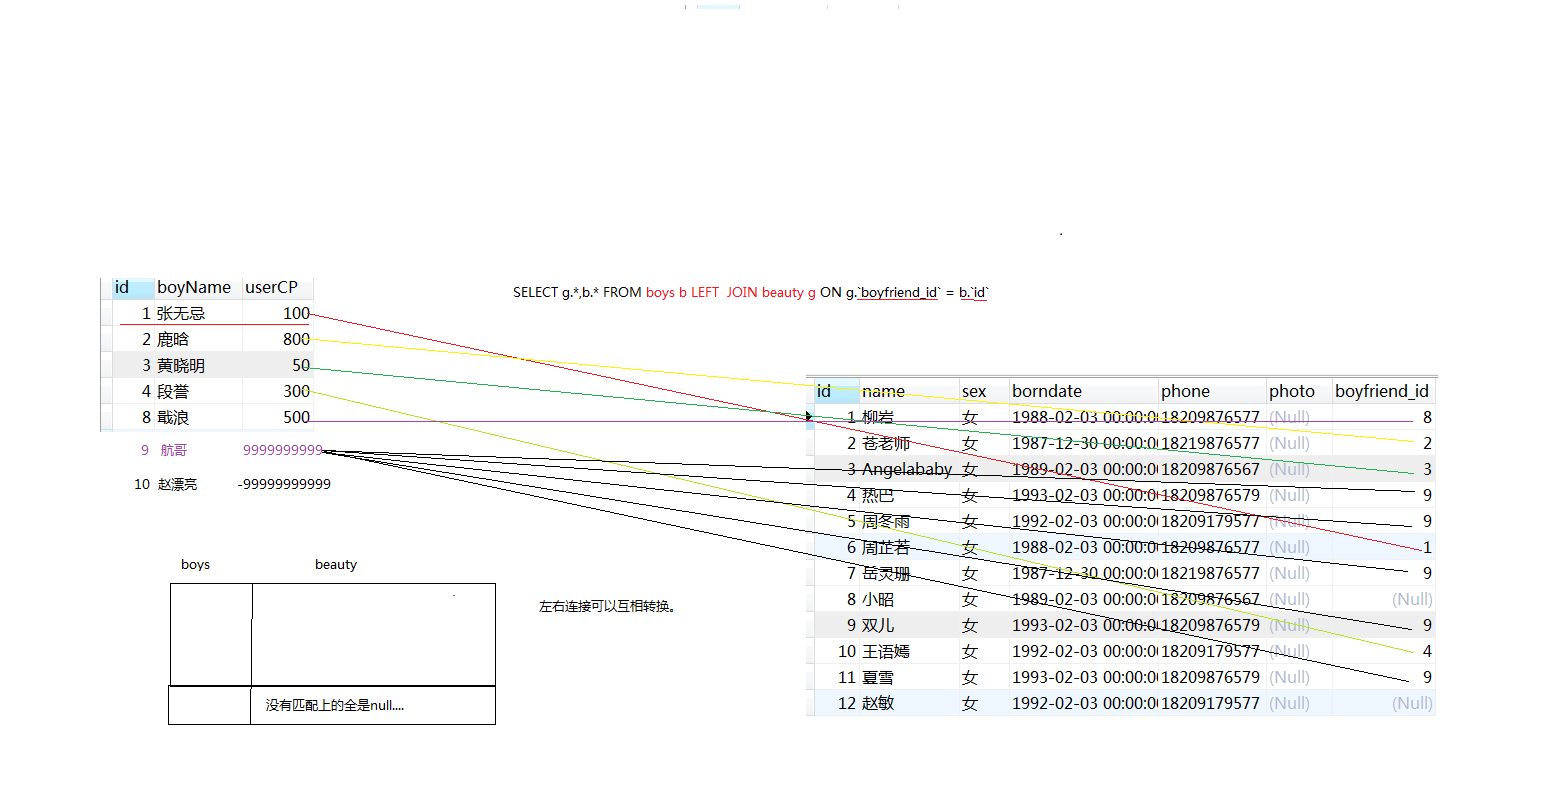 SELECT g.*,b.* FROM boys b LEFT  JOIN beauty g ON g.`boyfriend_id` = b.`id`
id boyName userCP
1 张无忌 100
2 鹿晗 800
3 黄晓明 50
4 段誉 300
8 戢浪 500
9 航哥 9999999999
10 赵漂亮 -99999999999
id name sex borndate phone photo boyfriend_id
1 柳岩 女 1988-02-03 00:00:0 18209876577 (Null) 8
2 苍老师 女 1987-12-30 00:00:0 18219876577 (Null) 2
3 Angelababy 女 1989-02-03 00:00:0 18209876567 (Null) 3
4 热巴 女 1993-02-03 00:00:0 18209876579 (Null) 9
5 周冬雨 女 1992-02-03 00:00:0 18209179577 (Null) 9
6 周芷若 女 1988-02-03 00:00:0 18209876577 (Null) 1
7 岳灵珊 女 1987-12-30 00:00:0 18219876577 (Null) 9
8 小昭 女 1989-02-03 00:00:0 18209876567 (Null) (Null)
9 双儿 女 1993-02-03 00:00:0 18209876579 (Null) 9
10 王语嫣 女 1992-02-03 00:00:0 18209179577 (Null) 4
11 夏雪 女 1993-02-03 00:00:0 18209876579 (Null) 9
12 赵敏 女 1992-02-03 00:00:0 18209179577 (Null) (Null)
boys beauty
左右连接可以互相转换。
没有匹配上的全是null....